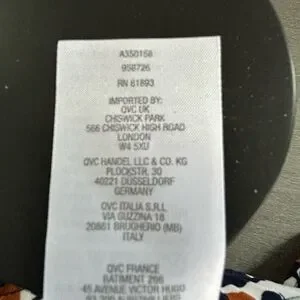 A350158
958726
RN 61893
IMPORTED BY:
QVC UK
CHISWICK PARK
566 CHISWICK HIGH ROAD
LONDON
W4 5XU
QVC HANDEL LLC & CO. KG
PLOCKSTR. 30
40221 DUSSELDORF
GERMANY
QVC ITALIA S.R.L
VIA GUZZINA 18
20861 BRUGHERIO (MB)
ITALY
QVC FRANCE
BATIMENT 266
45 AVENUE VICTOR HUGO